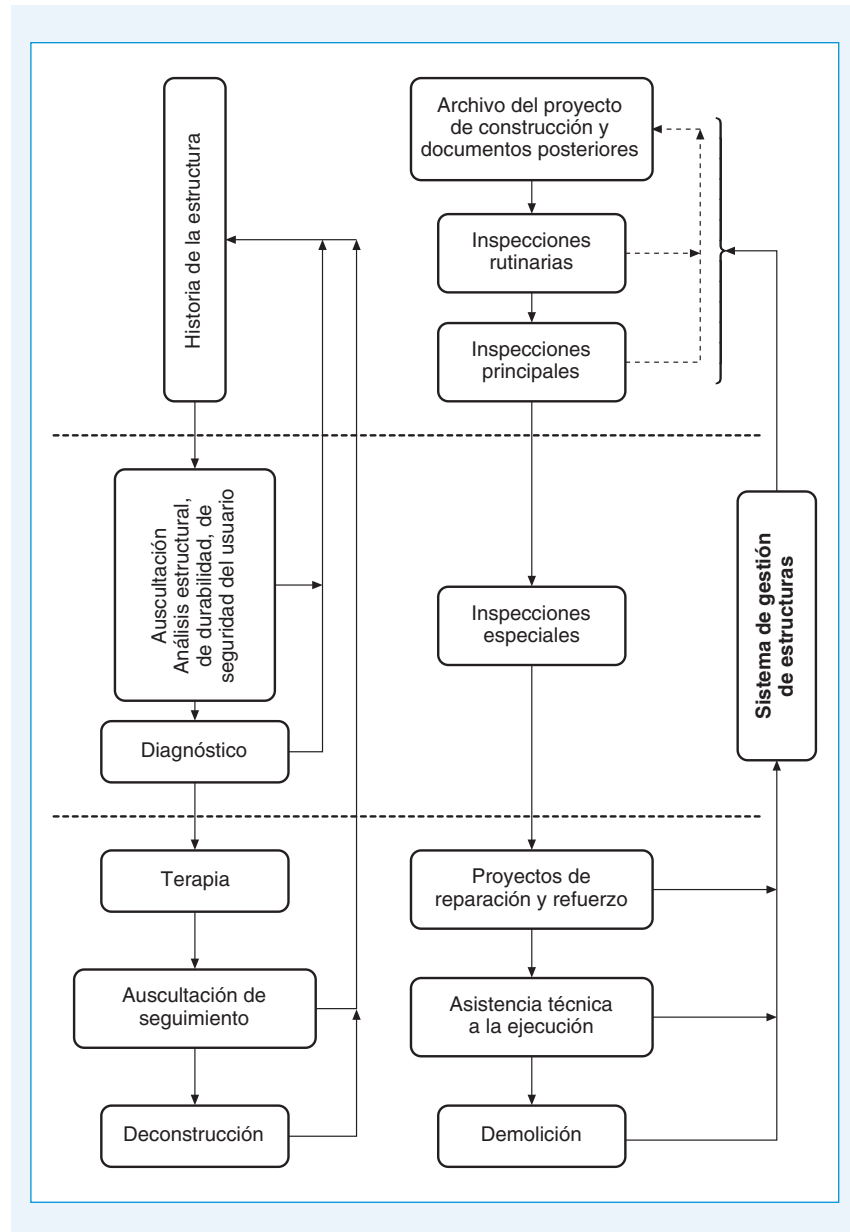 Historia de la estructura
Auscultación
Análisis estructural,
de durabilidad, de
seguridad del usuario
Diagnóstico
Terapia
Auscultación de
seguimiento
Deconstrucción
Archivo del proyecto
de construcción y
documentos posteriores
Inspecciones
rutinarias
Inspecciones
principales
Inspecciones
especiales
Proyectos de
reparación y refuerzo
Asistencia técnica
a la ejecución
Demolición
Sistema de gestión
de estructuras